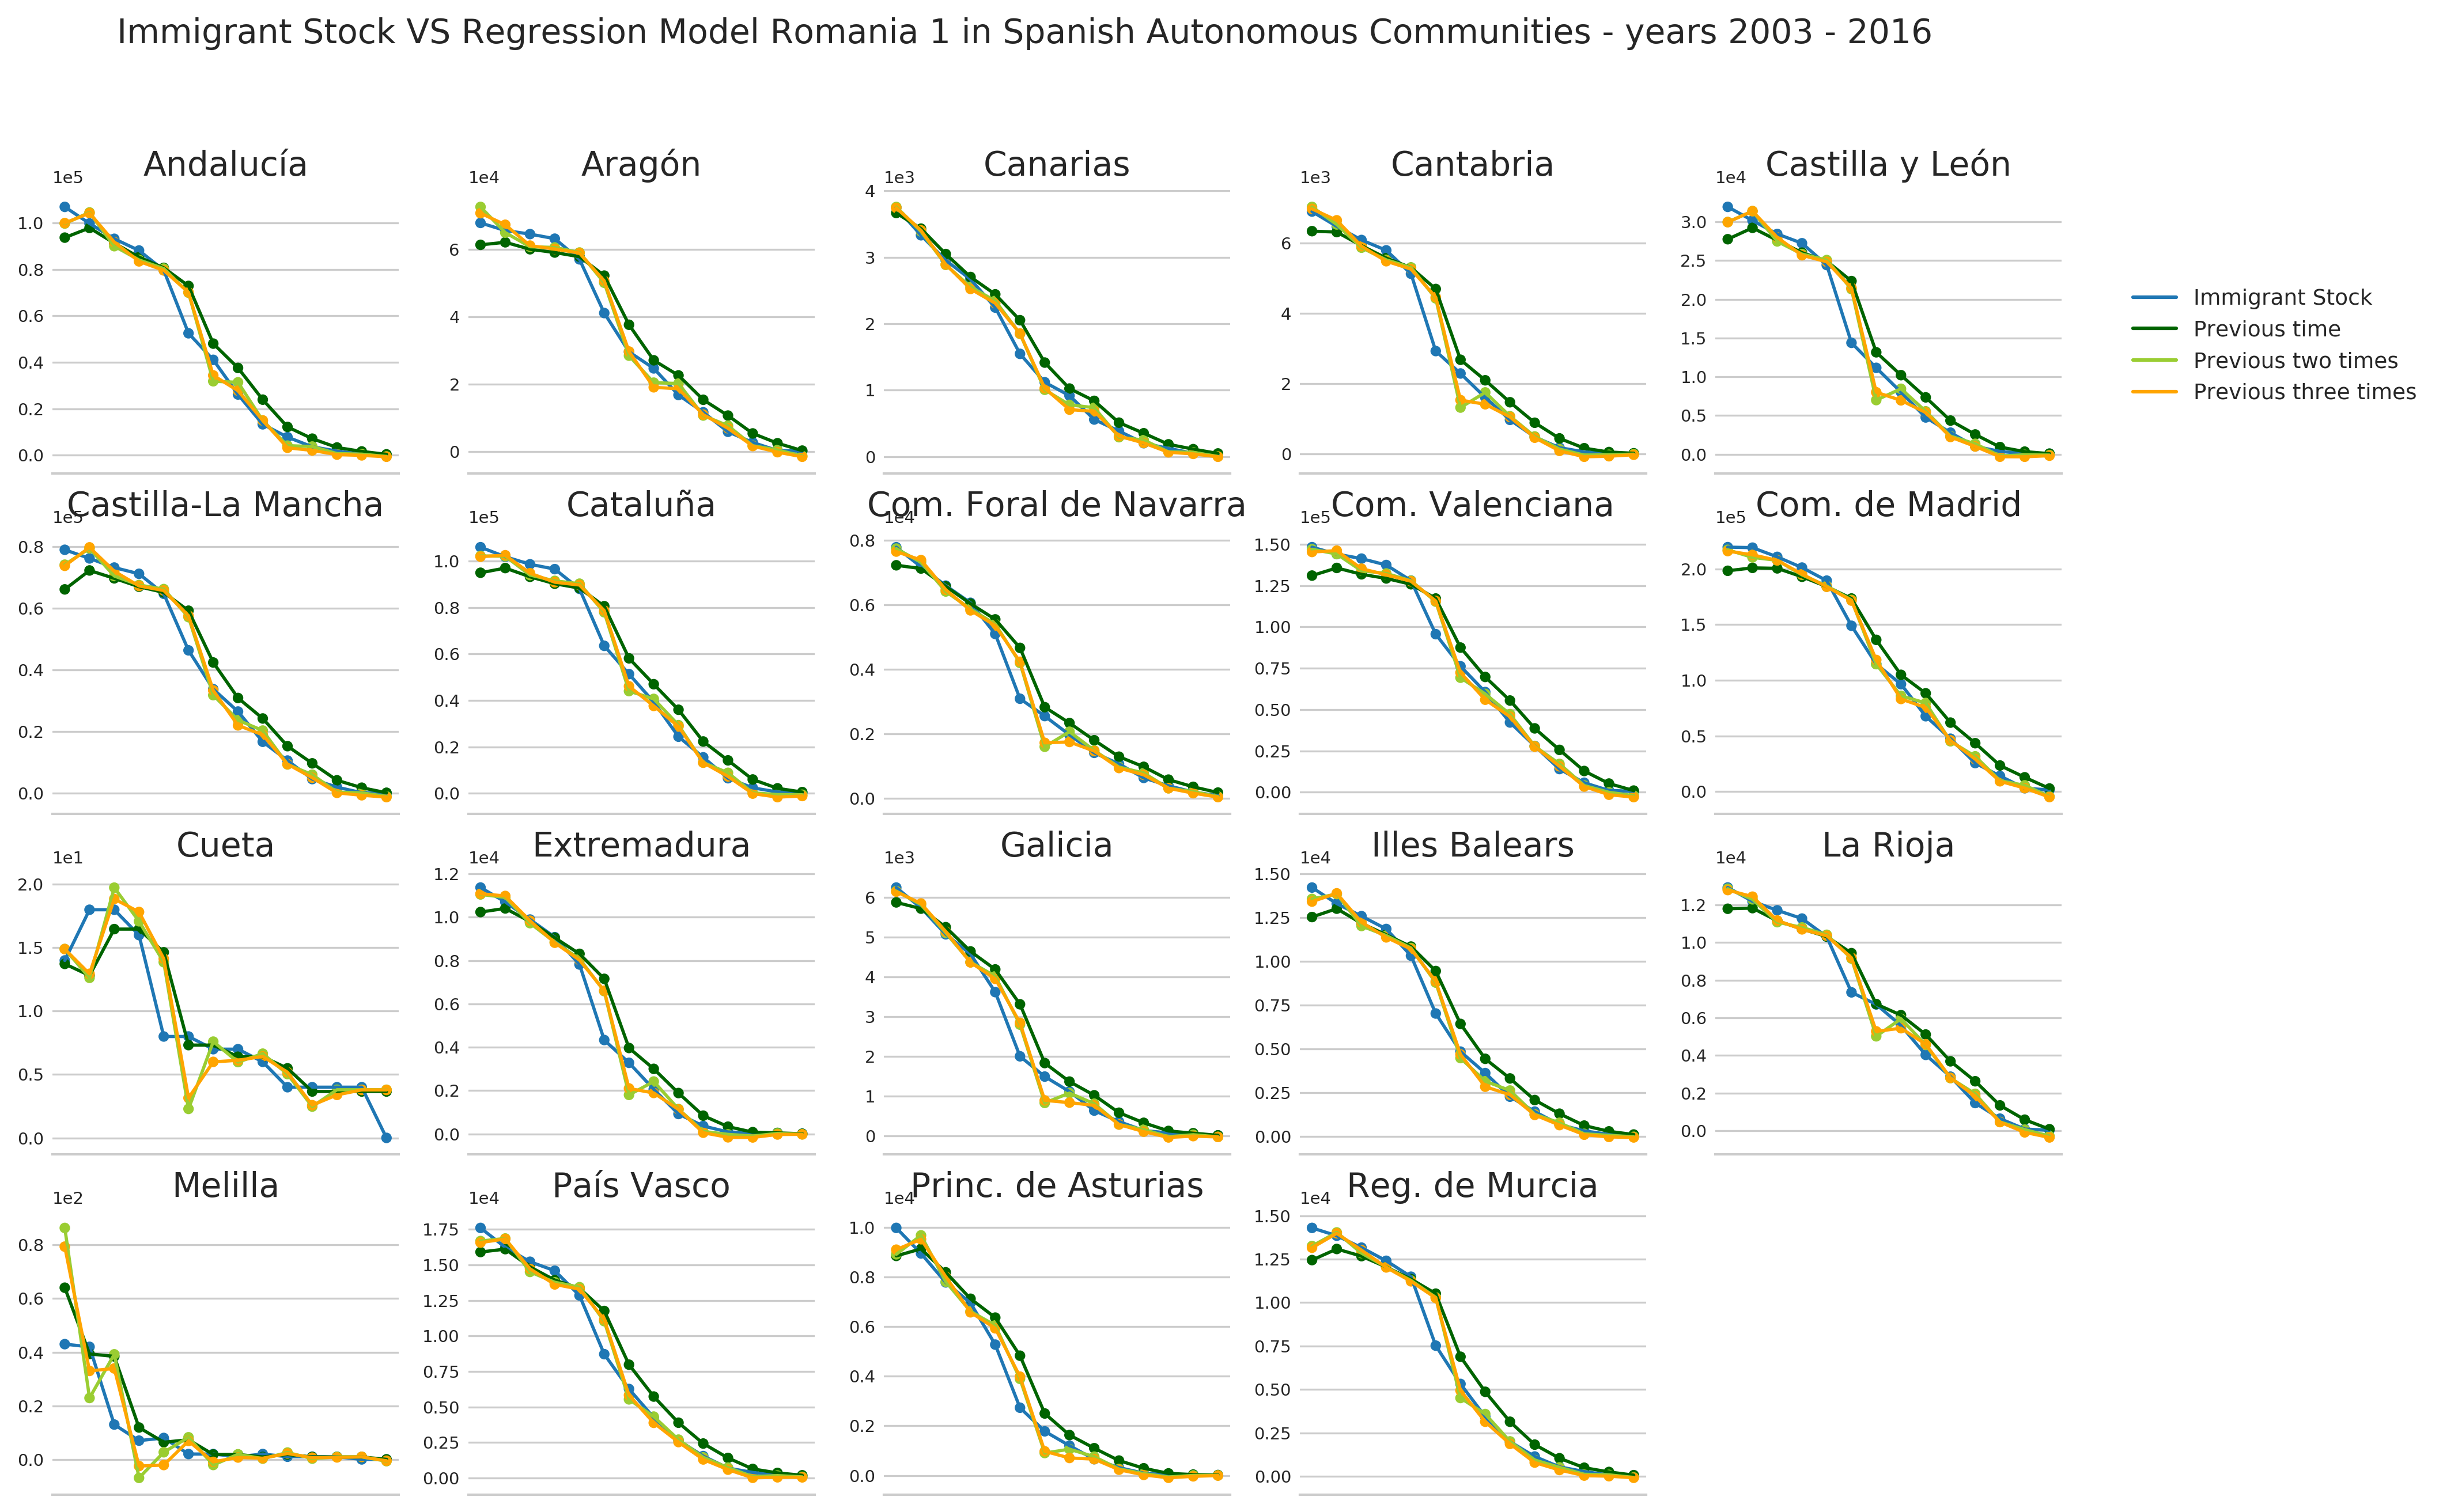 Immigrant Stock VS Regression Model Romania 1 in Spanish Autonomous Communities - years 2003 - 2016
Andalucía
1e5
1.0
0.8
0.6
0.4
0.2
0.0
Aragón
1e4
6
4
2
0
Canarias
1e3
4
3
2
1
0
Cantabria
1e3
6
4
2
0
Castilla y León
1e4
3.0
2.5
2.0
1.5
1.0
0.5
0.0
Immigrant Stock
Previous time
Previous two times
Previous three times
Castilla-La Mancha
1e5
0.8
0.6
0.4
0.2
0.0
Cataluña
1e5
1.0
0.8
0.6
0.4
0.2
0.0
Com. Foral de Navarra
1e4
0.8
0.6
0.4
0.2
0.0
Com. Valenciana
1e5
1.50
1.25
1.00
0.75
0.50
0.25
0.00
Com. de Madrid
1e5
2.0
1.5
1.0
0.5
0.0
Cueta
1e1
2.0
1.5
1.0
0.5
0.0
Extremadura
1e4
1.2
1.0
0.8
0.6
0.4
0.2
0.0
Galicia
1e3
6
5
4
3
2
1
0
Illes Balears
1e4
1.50
1.25
1.00
0.75
0.50
0.25
0.00
La Rioja
1e4
1.2
1.0
0.8
0.6
0.4
0.2
0.0
Melilla
1e2
0.8
0.6
0.4
0.2
0.0
País Vasco
1e4
1.75
1.50
1.25
1.00
0.75
0.50
0.25
0.00
Princ. de Asturias
1e4
1.0
0.8
0.6
0.4
0.2
0.0
Reg. de Murcia
1e4
1.50
1.25
1.00
0.75
0.50
0.25
0.00